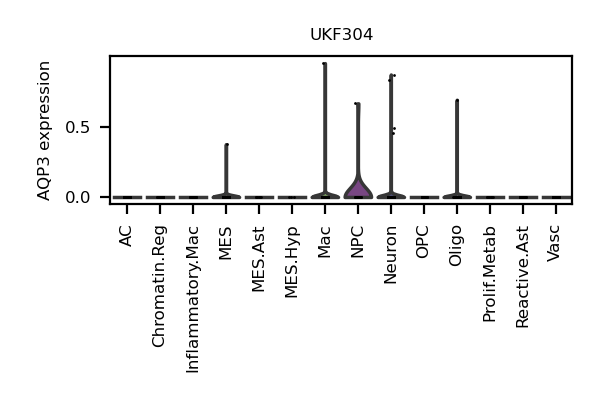 UKF304
AQP3 expression
0.5
0.0
AC
Chromatin.Reg
Inflammatory.Mac
MES
MES.Ast
MES.Hyp
Mac
NPC
Neuron
OPC
Oligo
Prolif.Metab
Reactive.Ast
Vasc